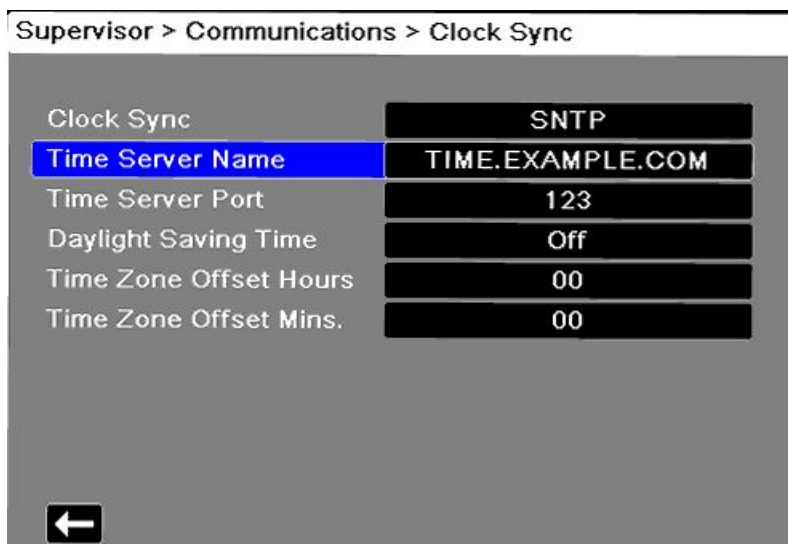 Supervisor > Communications > Clock Sync
Clock Sync SNTP
Time Server Name TIME.EXAMPLE.COM
Time Server Port 123
Daylight Saving Time Off
Time Zone Offset Hours 00
Time Zone Offset Mins. 00